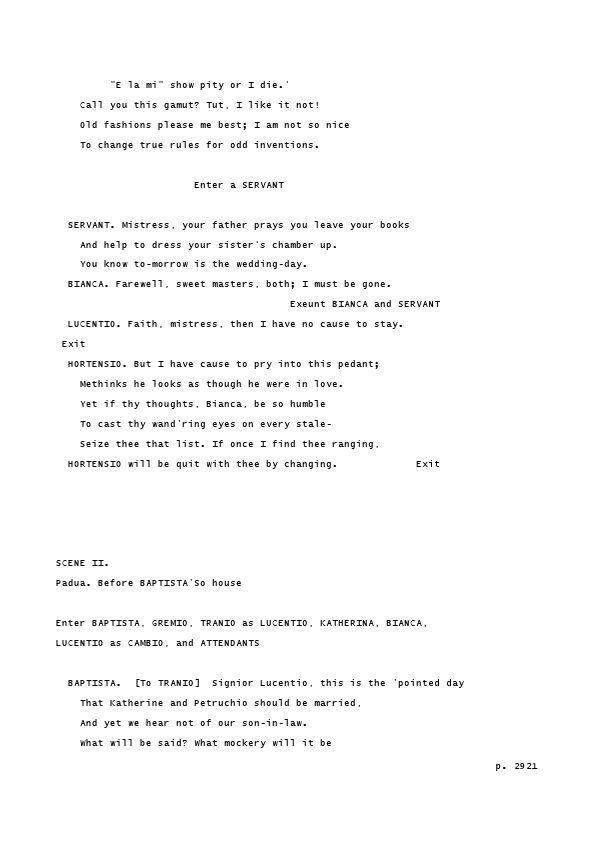 "E la mi" show pity or I die.'
Call you this gamut? Tut, I like it not!
Old fashions please me best; I am not so nice
To change true rules for odd inventions.
Enter a SERVANT
SERVANT. Mistress, your father prays you leave your books
And help to dress your sister's chamber up.
You know to-morrow is the wedding-day.
BIANCA. Farewell, sweet masters, both; I must be gone.
Exeunt BIANCA and SERVANT
LUCENTIO. Faith, mistress, then I have no cause to stay.
Exit
HORTENSIO. But I have cause to pry into this pedant;
Methinks he looks as though he were in love.
Yet if thy thoughts, Bianca, be so humble
To cast thy wand'ring eyes on every stale-
Seize thee that list. If once I find thee ranging,
HORTENSIO will be quit with thee by changing. Exit
SCENE II.
Padua. Before BAPTISTA'So house
Enter BAPTISTA, GREMIO, TRANIO as LUCENTIO, KATHERINA, BIANCA,
LUCENTIO as CAMBIO, and ATTENDANTS
BAPTISTA. [To TRANIO] Signior Lucentio, this is the 'pointed day
That Katherine and Petruchio should be married,
And yet we hear not of our son-in-law.
What will be said? What mockery will it be
p. 2921